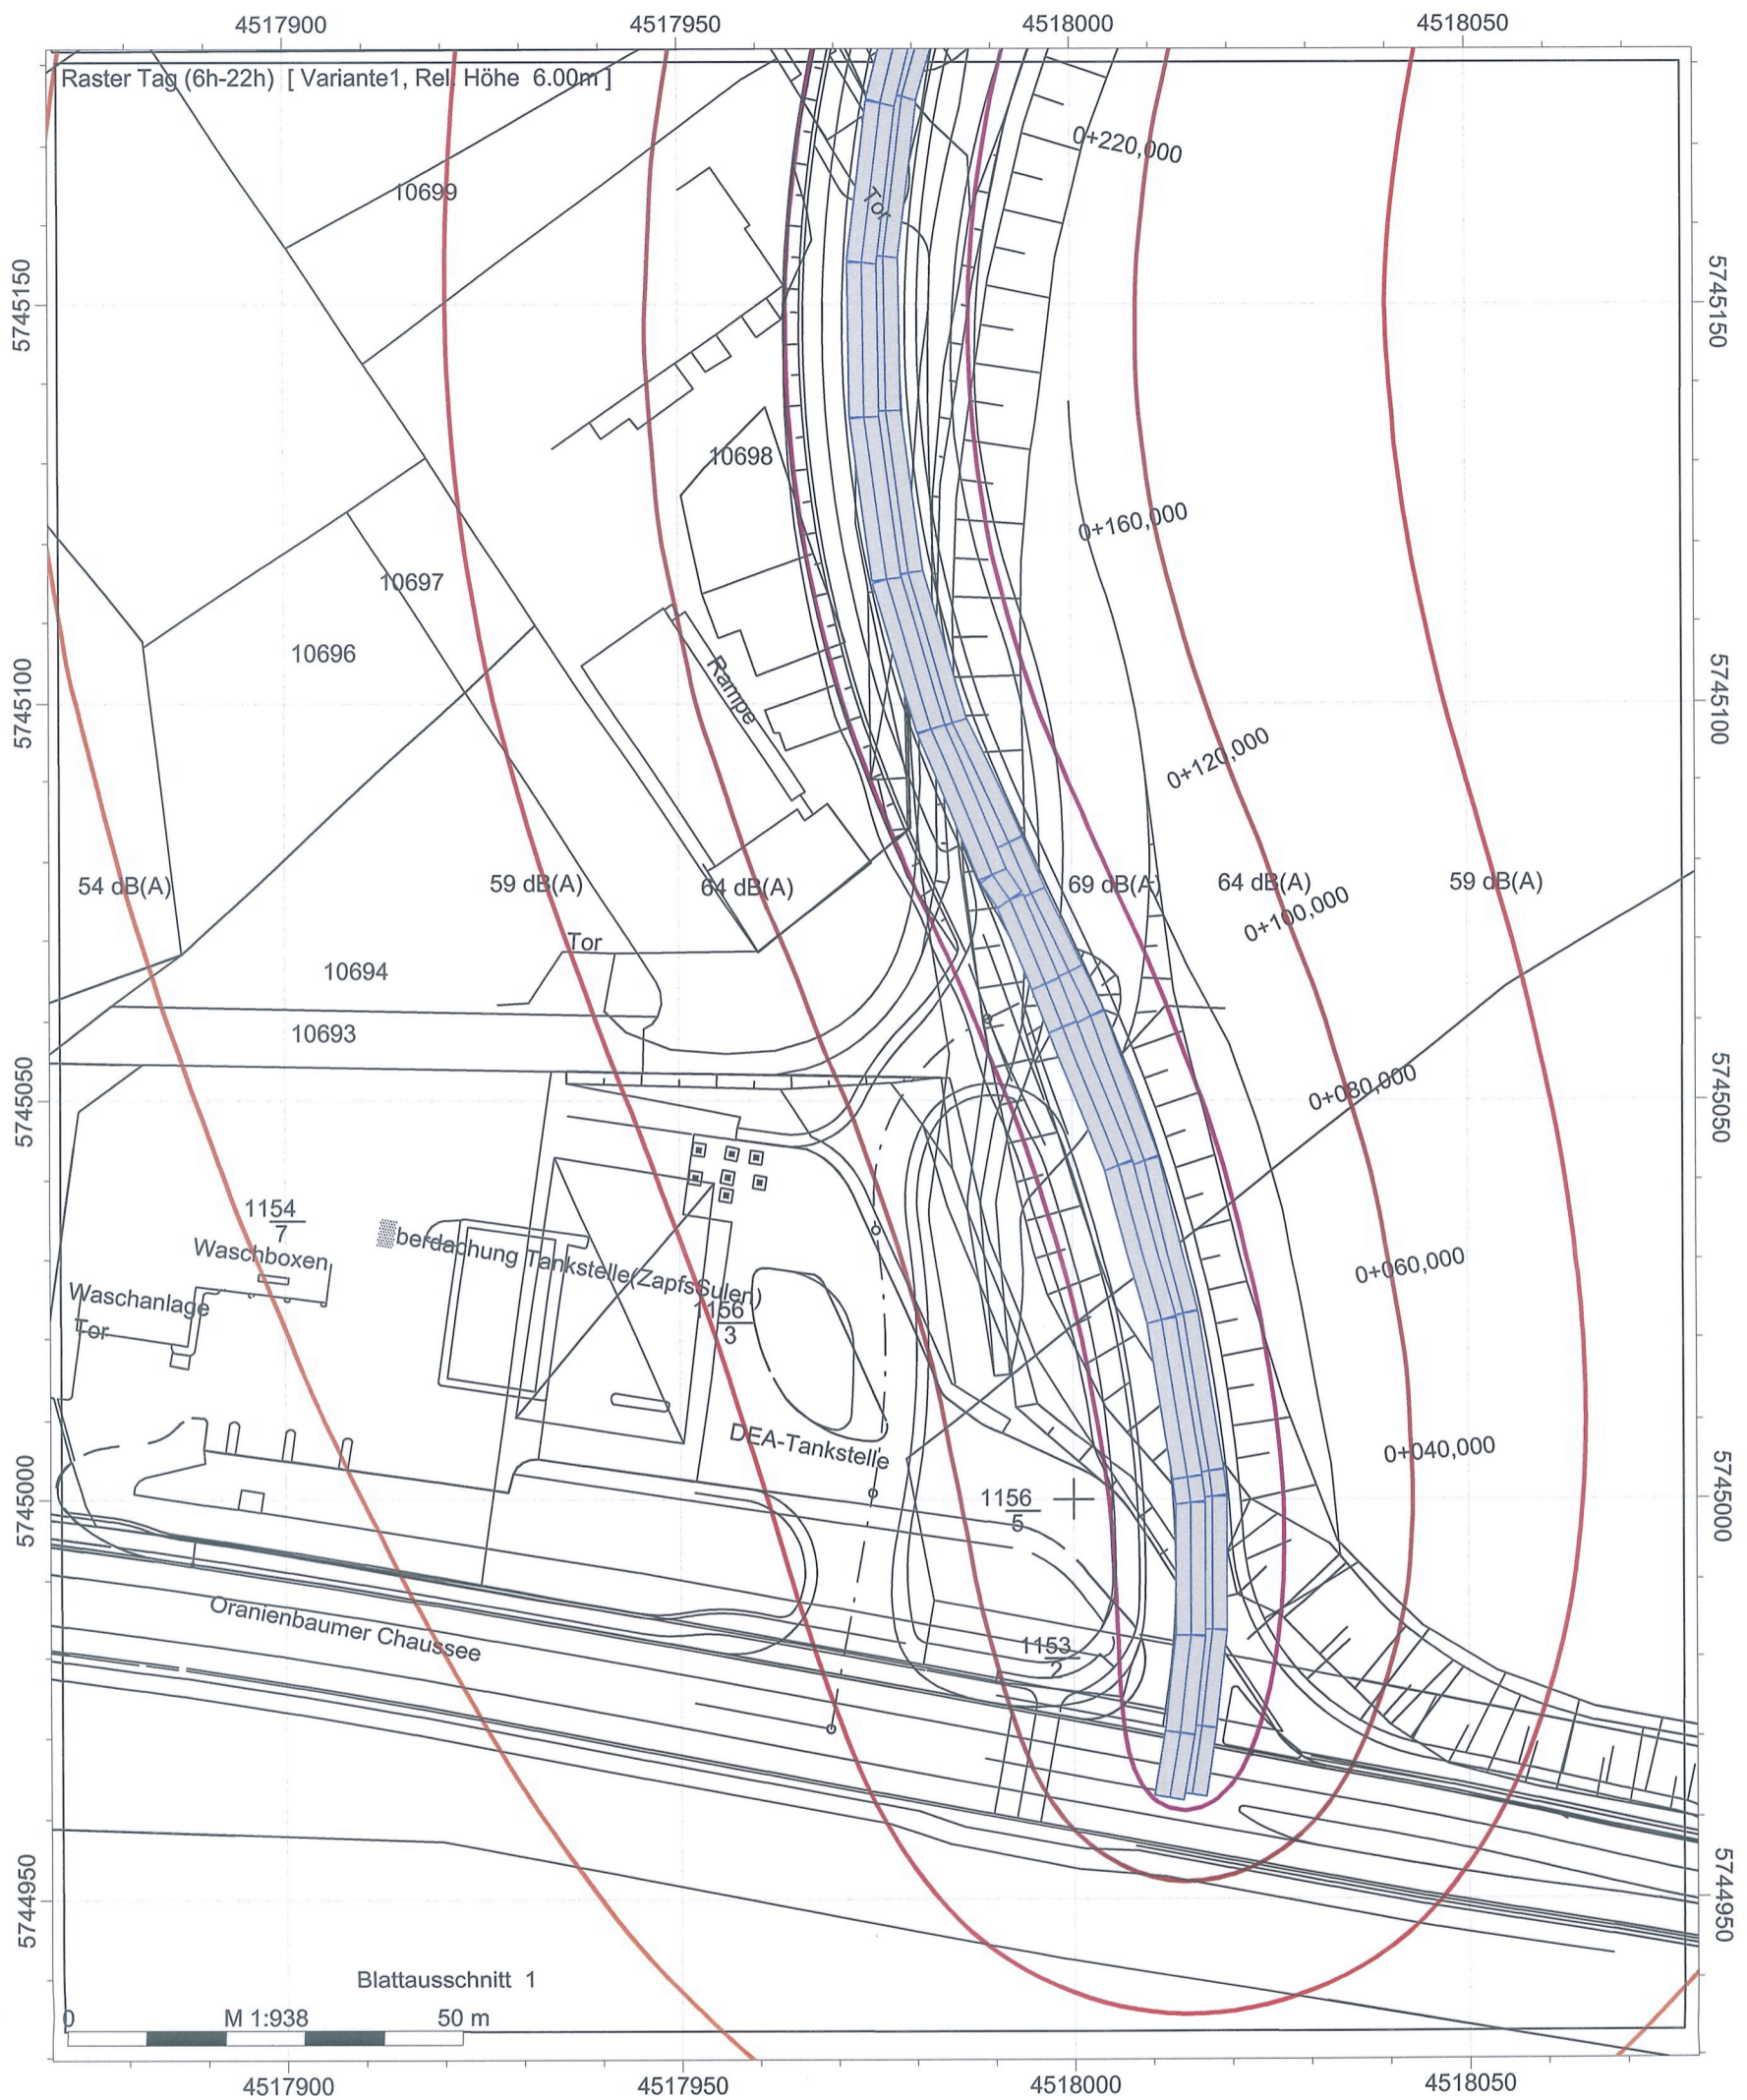 4517900 4517950 4518000 4518050
Raster Tag (6h-22h) [ Variante1, Rel. Höhe 6.00m ]
0+220,000
10699
Tor
5745150 5745150
10698
0+160,000
10697
10696
Rampe
5745100 5745100
0+120,000
54 dB(A) 59 dB(A) 64 dB(A) 69 dB(A) 64 dB(A) 59 dB(A)
0+100,000
Tor
10694
10693
0+080,000
5745050 5745050
1154
7
Waschboxen
berdachung Tankstelle(ZapfsSulen)
0+060,000
Waschanlage
1156
3
Tor
DEA-Tankstelle
0+040,000
1156
5
5745000 5745000
Oranienbaumer Chaussee
1153
2
5744950 5744950
Blattausschnitt 1
0 M 1:938 50 m
4517900 4517950 4518000 4518050